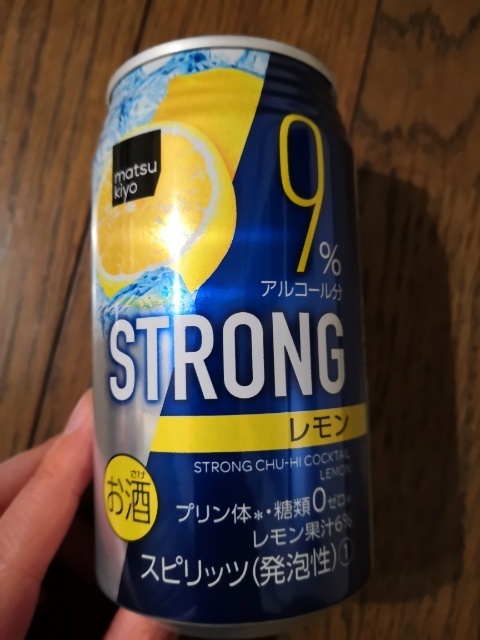 matsu
kiyo
9%
アルコール分
STRONG
レモン
STRONG CHU-HI COCKTAIL
LEMON
さけ
お酒
プリン体*・糖類0ゼロ*
レモン果汁6%
スピリッツ(発泡性)①